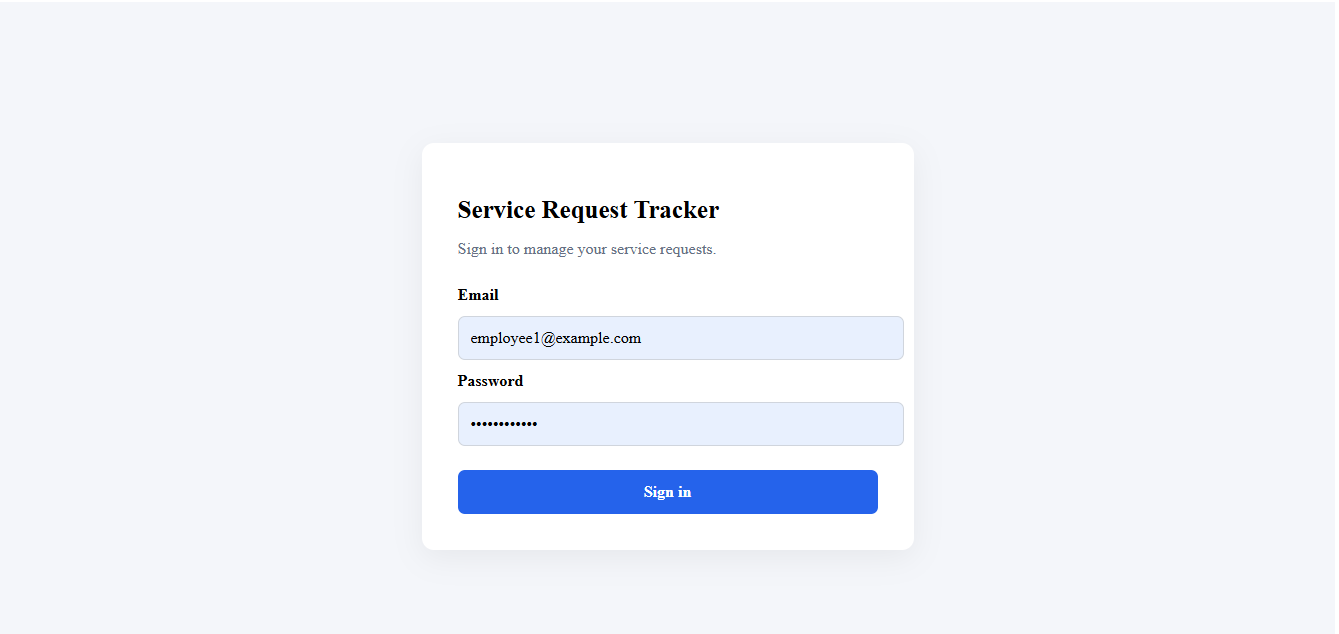 Service Request Tracker
Sign in to manage your service requests.
Email
employee1@example.com
Password
••••••••••••
Sign in